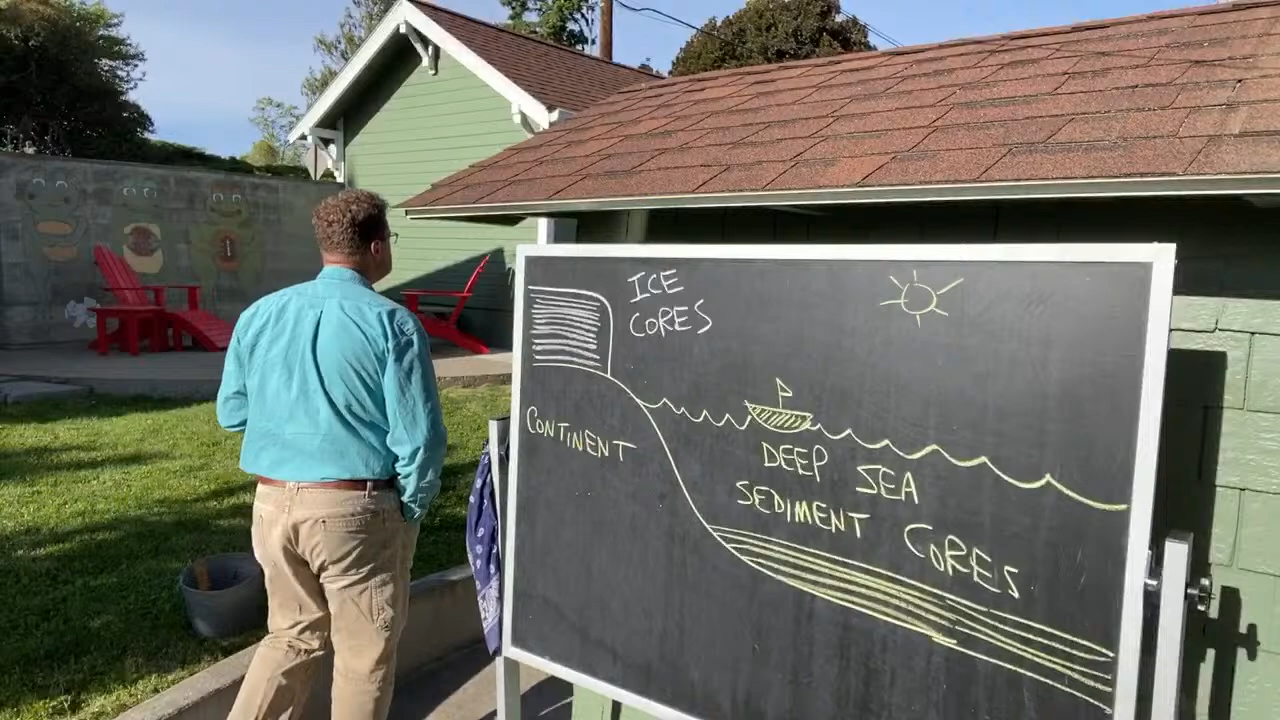 ICE
CORES
CONTINENT
DEEP SEA
SEDIMENT CORES